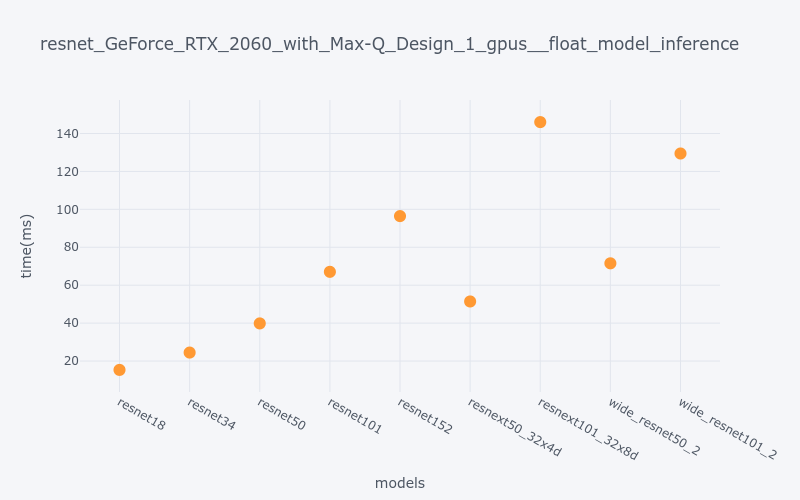 resnet_GeForce_RTX_2060_with_Max-Q_Design_1_gpus__float_model_inference
time(ms)
140
120
100
80
60
40
20
resnet18
resnet34
resnet50
resnet101
resnet152
resnext50_32x4d
resnext101_32x8d
wide_resnet50_2
wide_resnet101_2
models